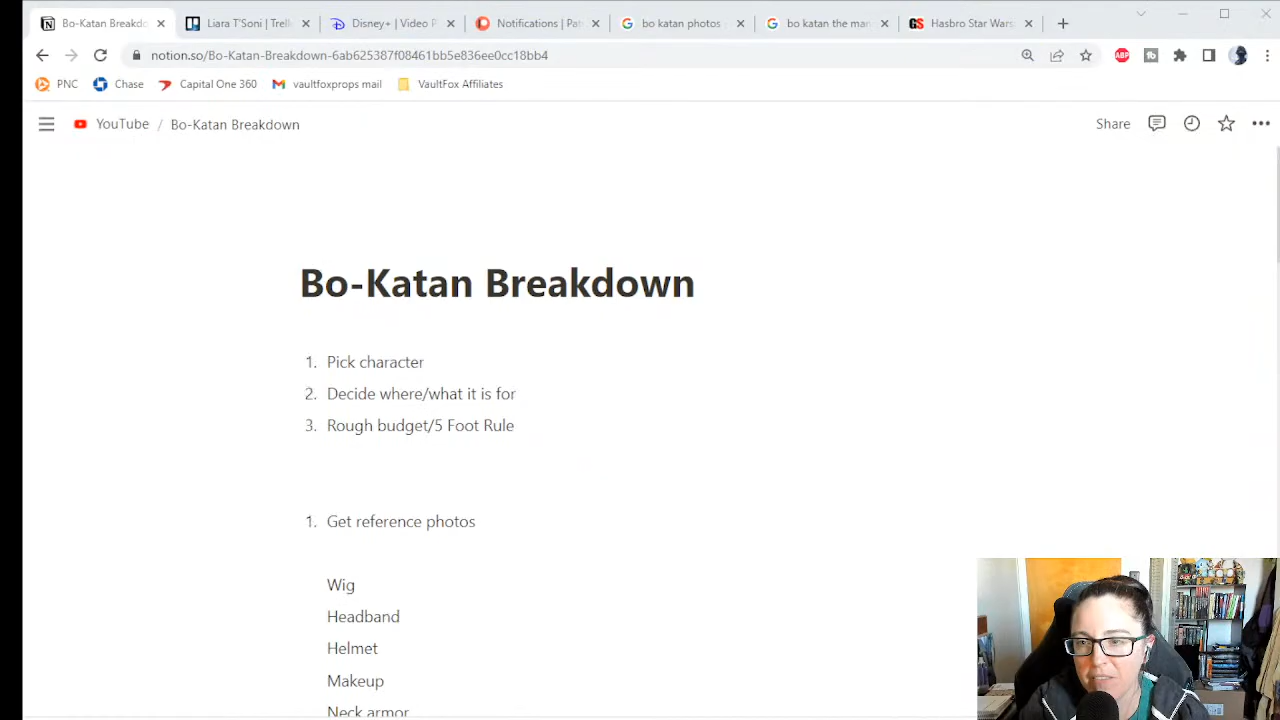 Bo-Katan Breakdo
Liara T'Soni | Trell
Disney+ | Video P
Notifications | Pat
bo katan photos
bo katan the man
Hasbro Star Wars
notion.so/Bo-Katan-Breakdown-6ab625387f08461bb5e836ee0cc18bb4
ABP
PNC
Chase
Capital One 360
vaultfoxprops mail
VaultFox Affiliates
YouTube / Bo-Katan Breakdown
Share
Bo-Katan Breakdown
1. Pick character
2. Decide where/what it is for
3. Rough budget/5 Foot Rule
1. Get reference photos
Wig
Headband
Helmet
Makeup
Neck armor